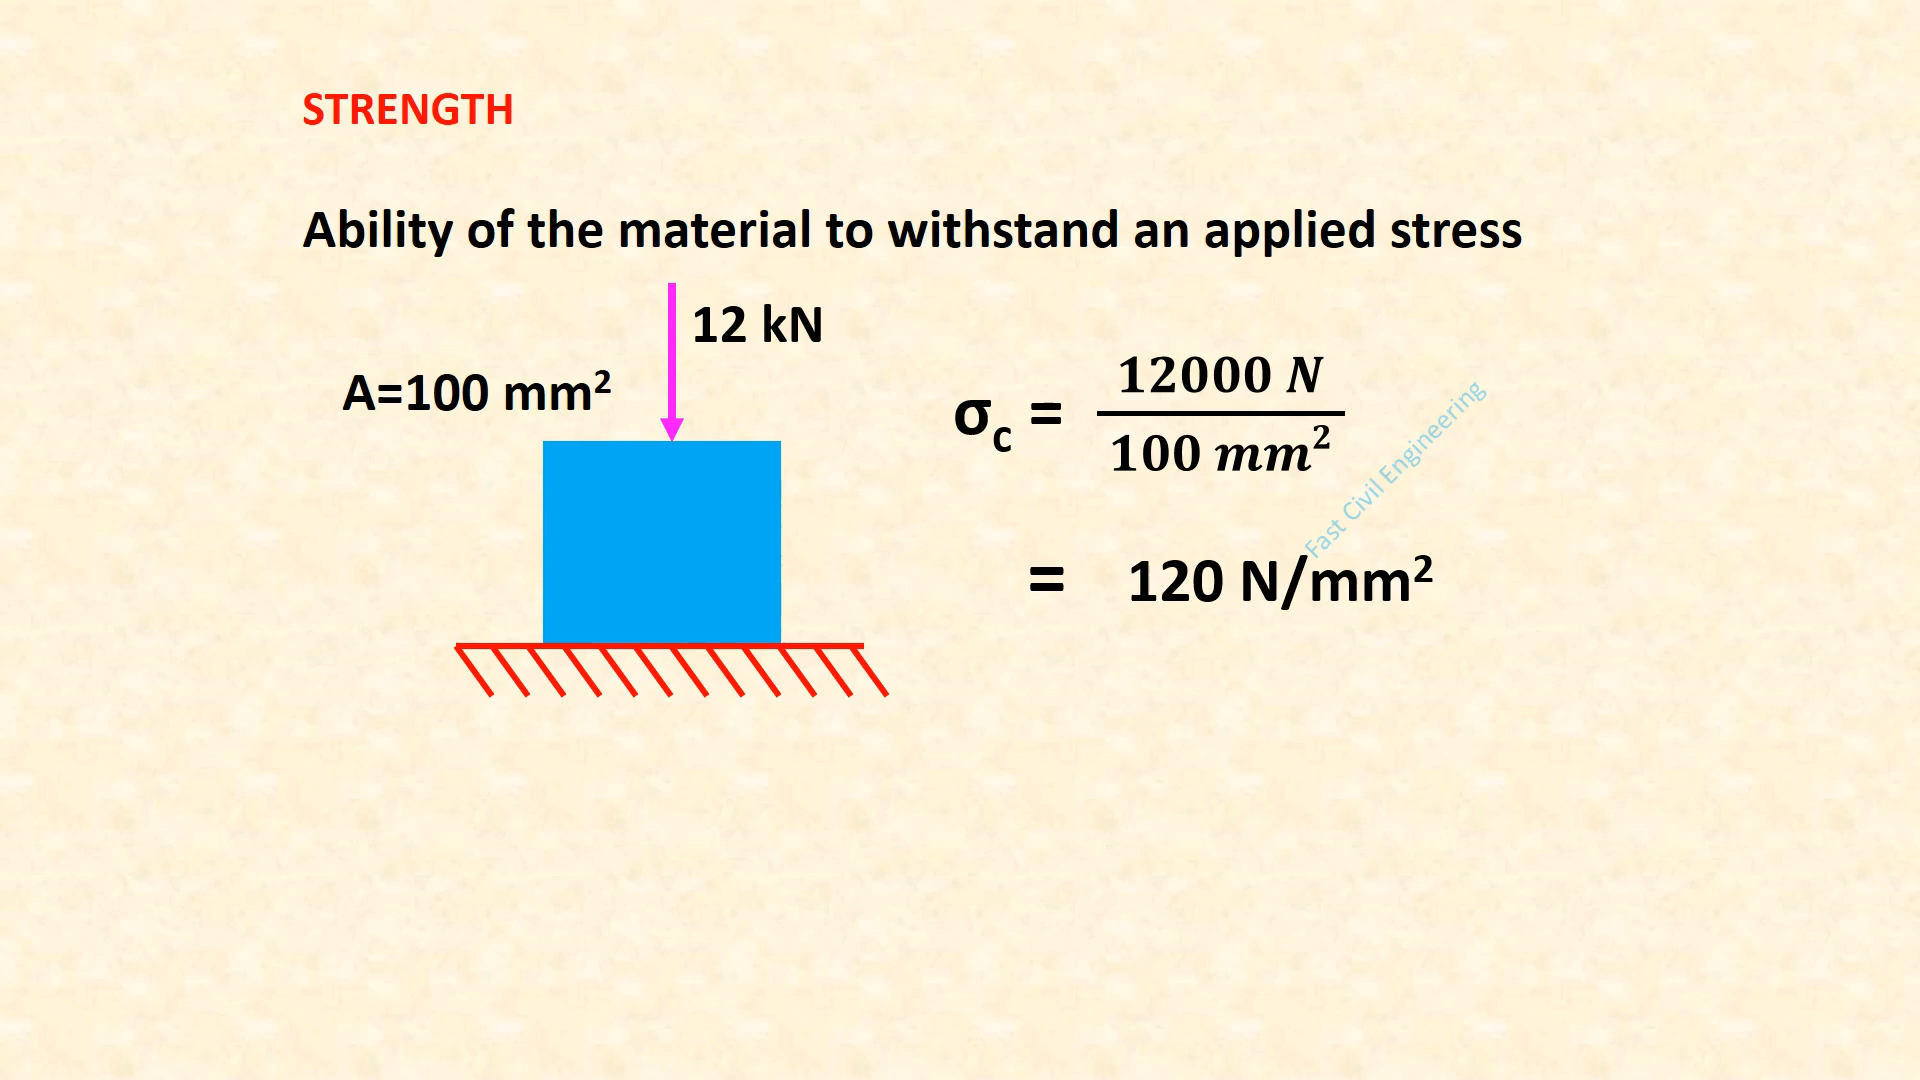 STRENGTH
Ability of the material to withstand an applied stress
12 kN
A=100 mm²
σc = 12000 N / 100 mm²
Fast Civil Engineering
= 120 N/mm²